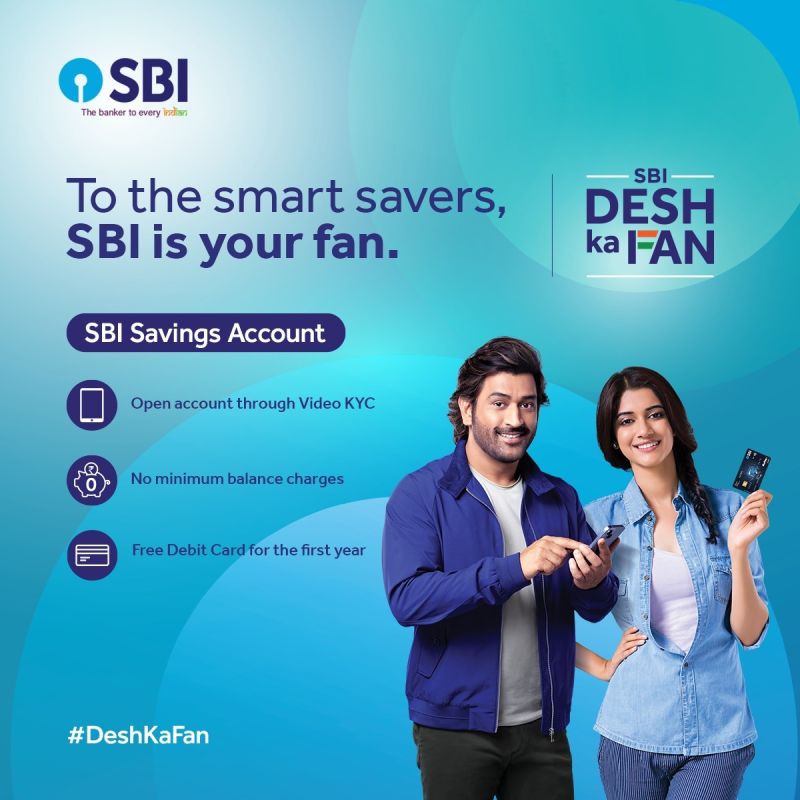 SBI
The banker to every Indian
To the smart savers,
SBI is your fan.
SBI
DESH
ka FAN
SBI Savings Account
Open account through Video KYC
₹
0
No minimum balance charges
Free Debit Card for the first year
#DeshKaFan